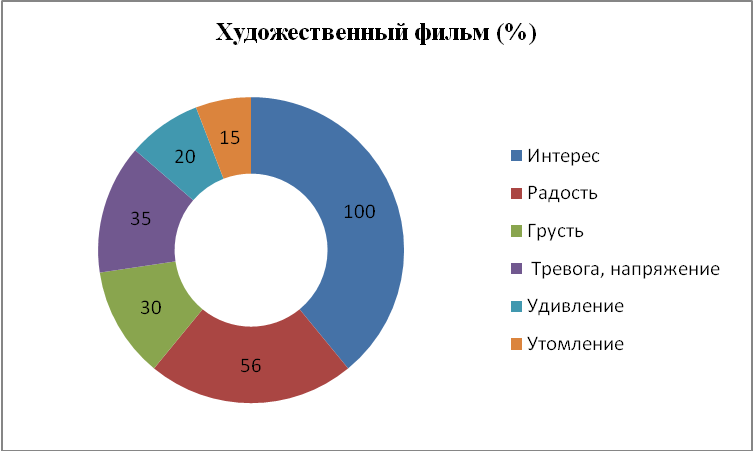 Художественный фильм (%)
15
20
100
35
30
56
Интерес
Радость
Грусть
Тревога, напряжение
Удивление
Утомление